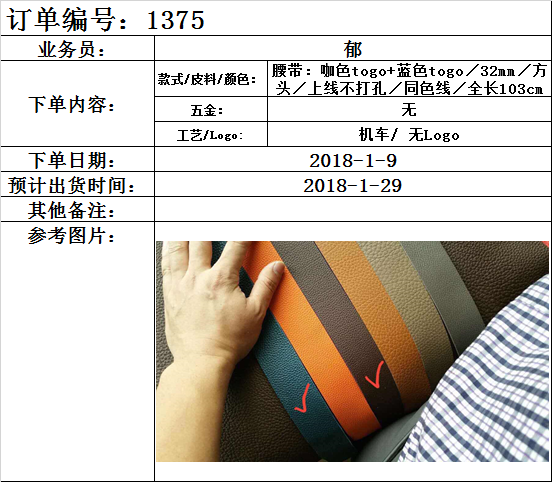 订单编号：1375
业务员：
郁
下单内容：
款式/皮料/颜色：
腰带：咖色togo+蓝色togo／32mm／方
头／上线不打孔／同色线／全长103cm
五金：
无
工艺/Logo:
机车/ 无Logo
下单日期：
2018-1-9
预计出货时间：
2018-1-29
其他备注：
参考图片：